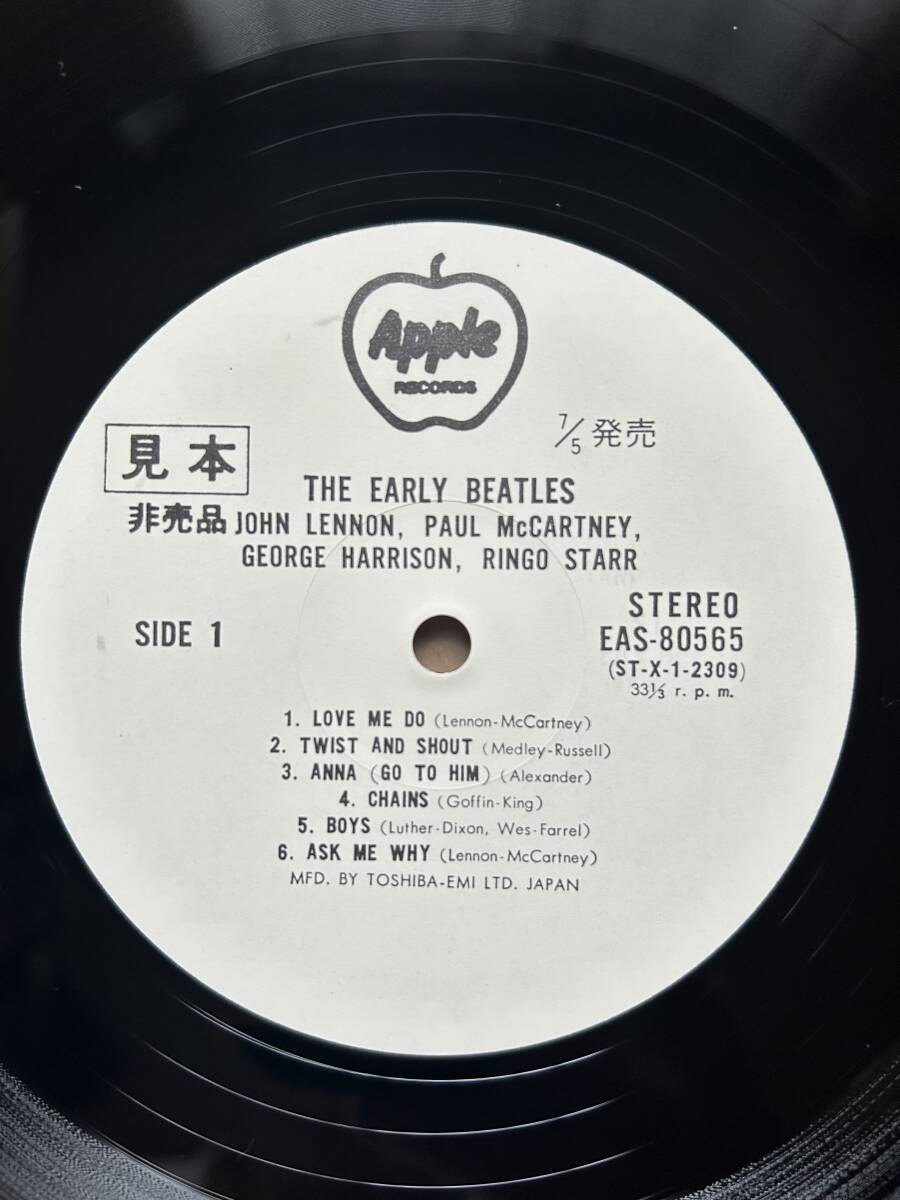 Apple
RECORDS
7/5 発売
見本
非売品
THE EARLY BEATLES
JOHN LENNON, PAUL McCARTNEY,
GEORGE HARRISON, RINGO STARR
SIDE 1
STEREO
EAS-80565
(ST-X-1-2309)
33⅓ r. p. m.
1. LOVE ME DO (Lennon-McCartney)
2. TWIST AND SHOUT (Medley-Russell)
3. ANNA (GO TO HIM) (Alexander)
4. CHAINS (Goffin-King)
5. BOYS (Luther-Dixon, Wes-Farrel)
6. ASK ME WHY (Lennon-McCartney)
MFD. BY TOSHIBA-EMI LTD. JAPAN